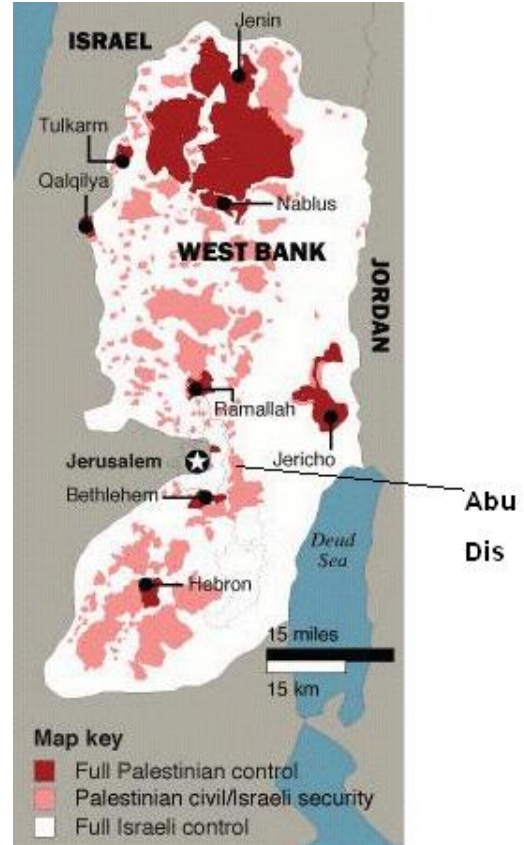 ISRAEL
Jenin
Tulkarm
Qalqilya
Nablus
WEST BANK
JORDAN
Ramallah
Jerusalem
Jericho
Bethlehem
Abu
Dis
Dead
Sea
Hebron
15 miles
15 km
Map key
Full Palestinian control
Palestinian civil/Israeli security
Full Israeli control